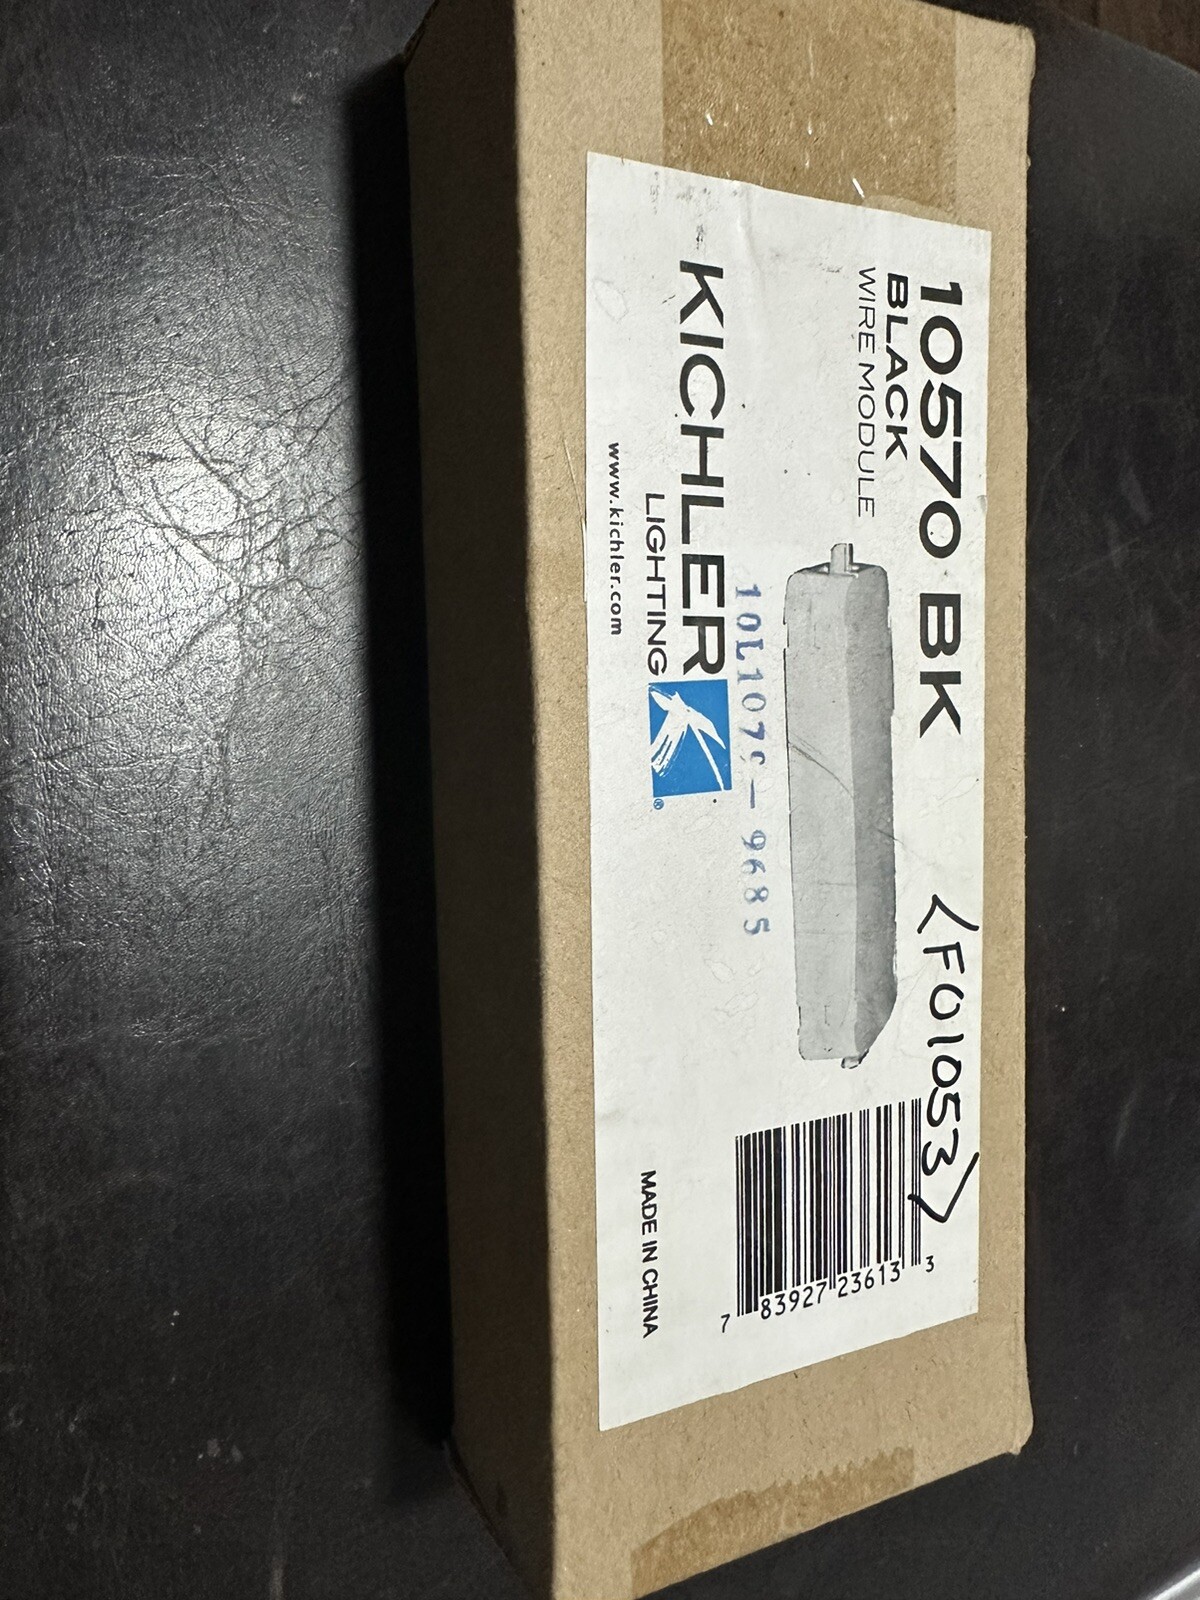 10570 BK
BLACK
WIRE MODULE
<F01053>
10L1079-9685
KICHLER
LIGHTING
®
www.kichler.com
7 83927 23613 3
MADE IN CHINA